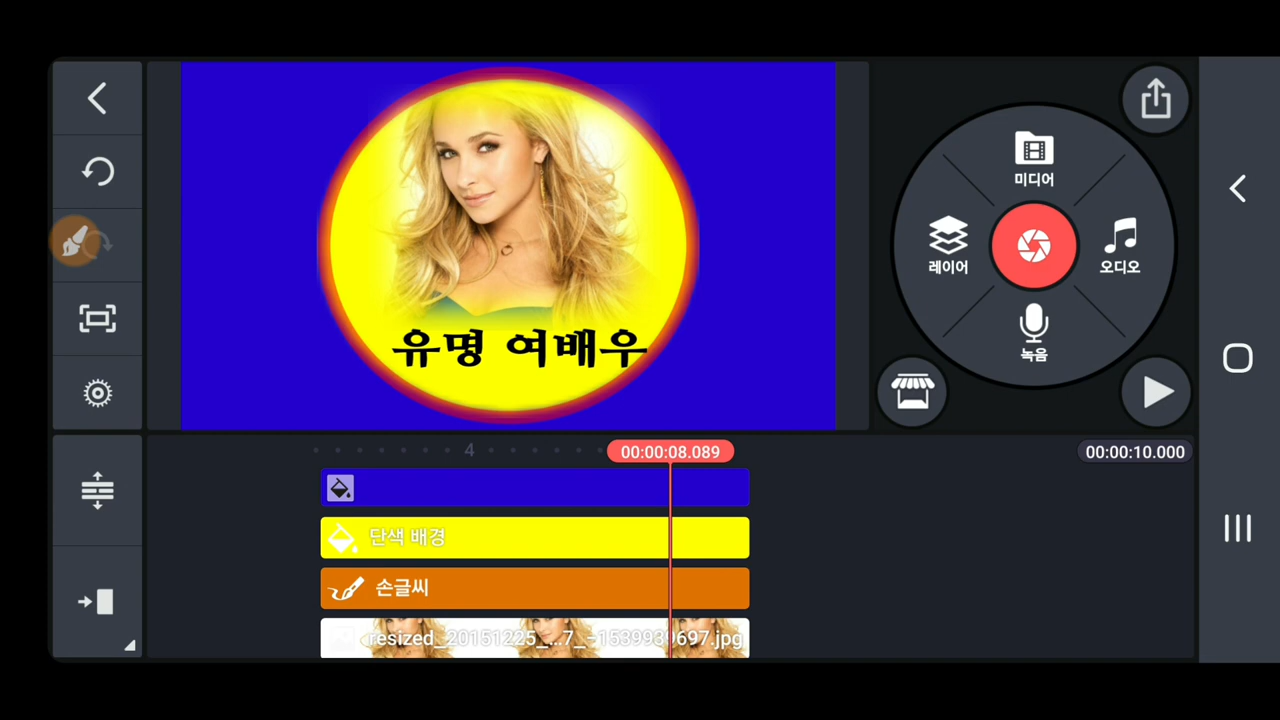 미디어
레이어
오디오
녹음
유명 여배우
4
00:00:08.089
00:00:10.000
단색 배경
손글씨
resized_20151225_...7_-1539939697.jpg